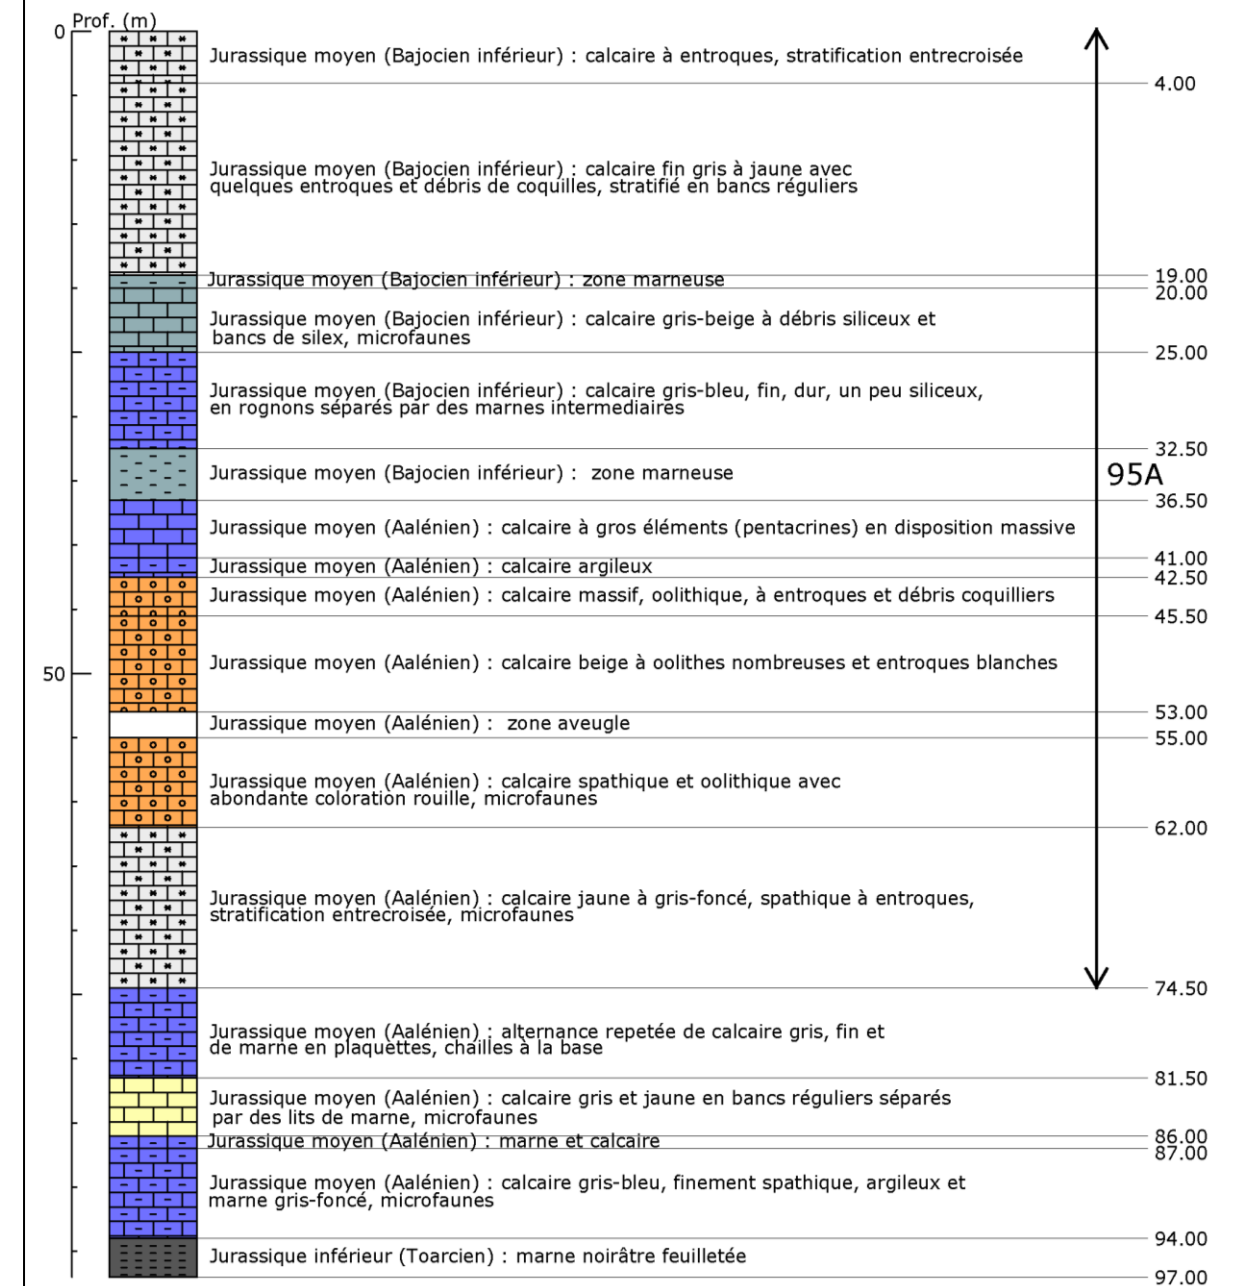 Prof. (m)
0
Jurassique moyen (Bajocien inférieur) : calcaire à entroques, stratification entrecroisée
4.00
Jurassique moyen (Bajocien inférieur) : calcaire fin gris à jaune avec
quelques entroques et débris de coquilles, stratifié en bancs réguliers
19.00
Jurassique moyen (Bajocien inférieur) : zone marneuse
20.00
Jurassique moyen (Bajocien inférieur) : calcaire gris-beige à débris siliceux et
bancs de silex, microfaunes
25.00
Jurassique moyen (Bajocien inférieur) : calcaire gris-bleu, fin, dur, un peu siliceux,
en rognons séparés par des marnes intermediaires
32.50
Jurassique moyen (Bajocien inférieur) : zone marneuse
95A
36.50
Jurassique moyen (Aalénien) : calcaire à gros éléments (pentacrines) en disposition massive
41.00
Jurassique moyen (Aalénien) : calcaire argileux
42.50
Jurassique moyen (Aalénien) : calcaire massif, oolithique, à entroques et débris coquilliers
45.50
Jurassique moyen (Aalénien) : calcaire beige à oolithes nombreuses et entroques blanches
50
53.00
Jurassique moyen (Aalénien) : zone aveugle
55.00
Jurassique moyen (Aalénien) : calcaire spathique et oolithique avec
abondante coloration rouille, microfaunes
62.00
Jurassique moyen (Aalénien) : calcaire jaune à gris-foncé, spathique à entroques,
stratification entrecroisée, microfaunes
74.50
Jurassique moyen (Aalénien) : alternance repetée de calcaire gris, fin et
de marne en plaquettes, chailles à la base
81.50
Jurassique moyen (Aalénien) : calcaire gris et jaune en bancs réguliers séparés
par des lits de marne, microfaunes
86.00
Jurassique moyen (Aalénien) : marne et calcaire
87.00
Jurassique moyen (Aalénien) : calcaire gris-bleu, finement spathique, argileux et
marne gris-foncé, microfaunes
94.00
Jurassique inférieur (Toarcien) : marne noirâtre feuilletée
97.00